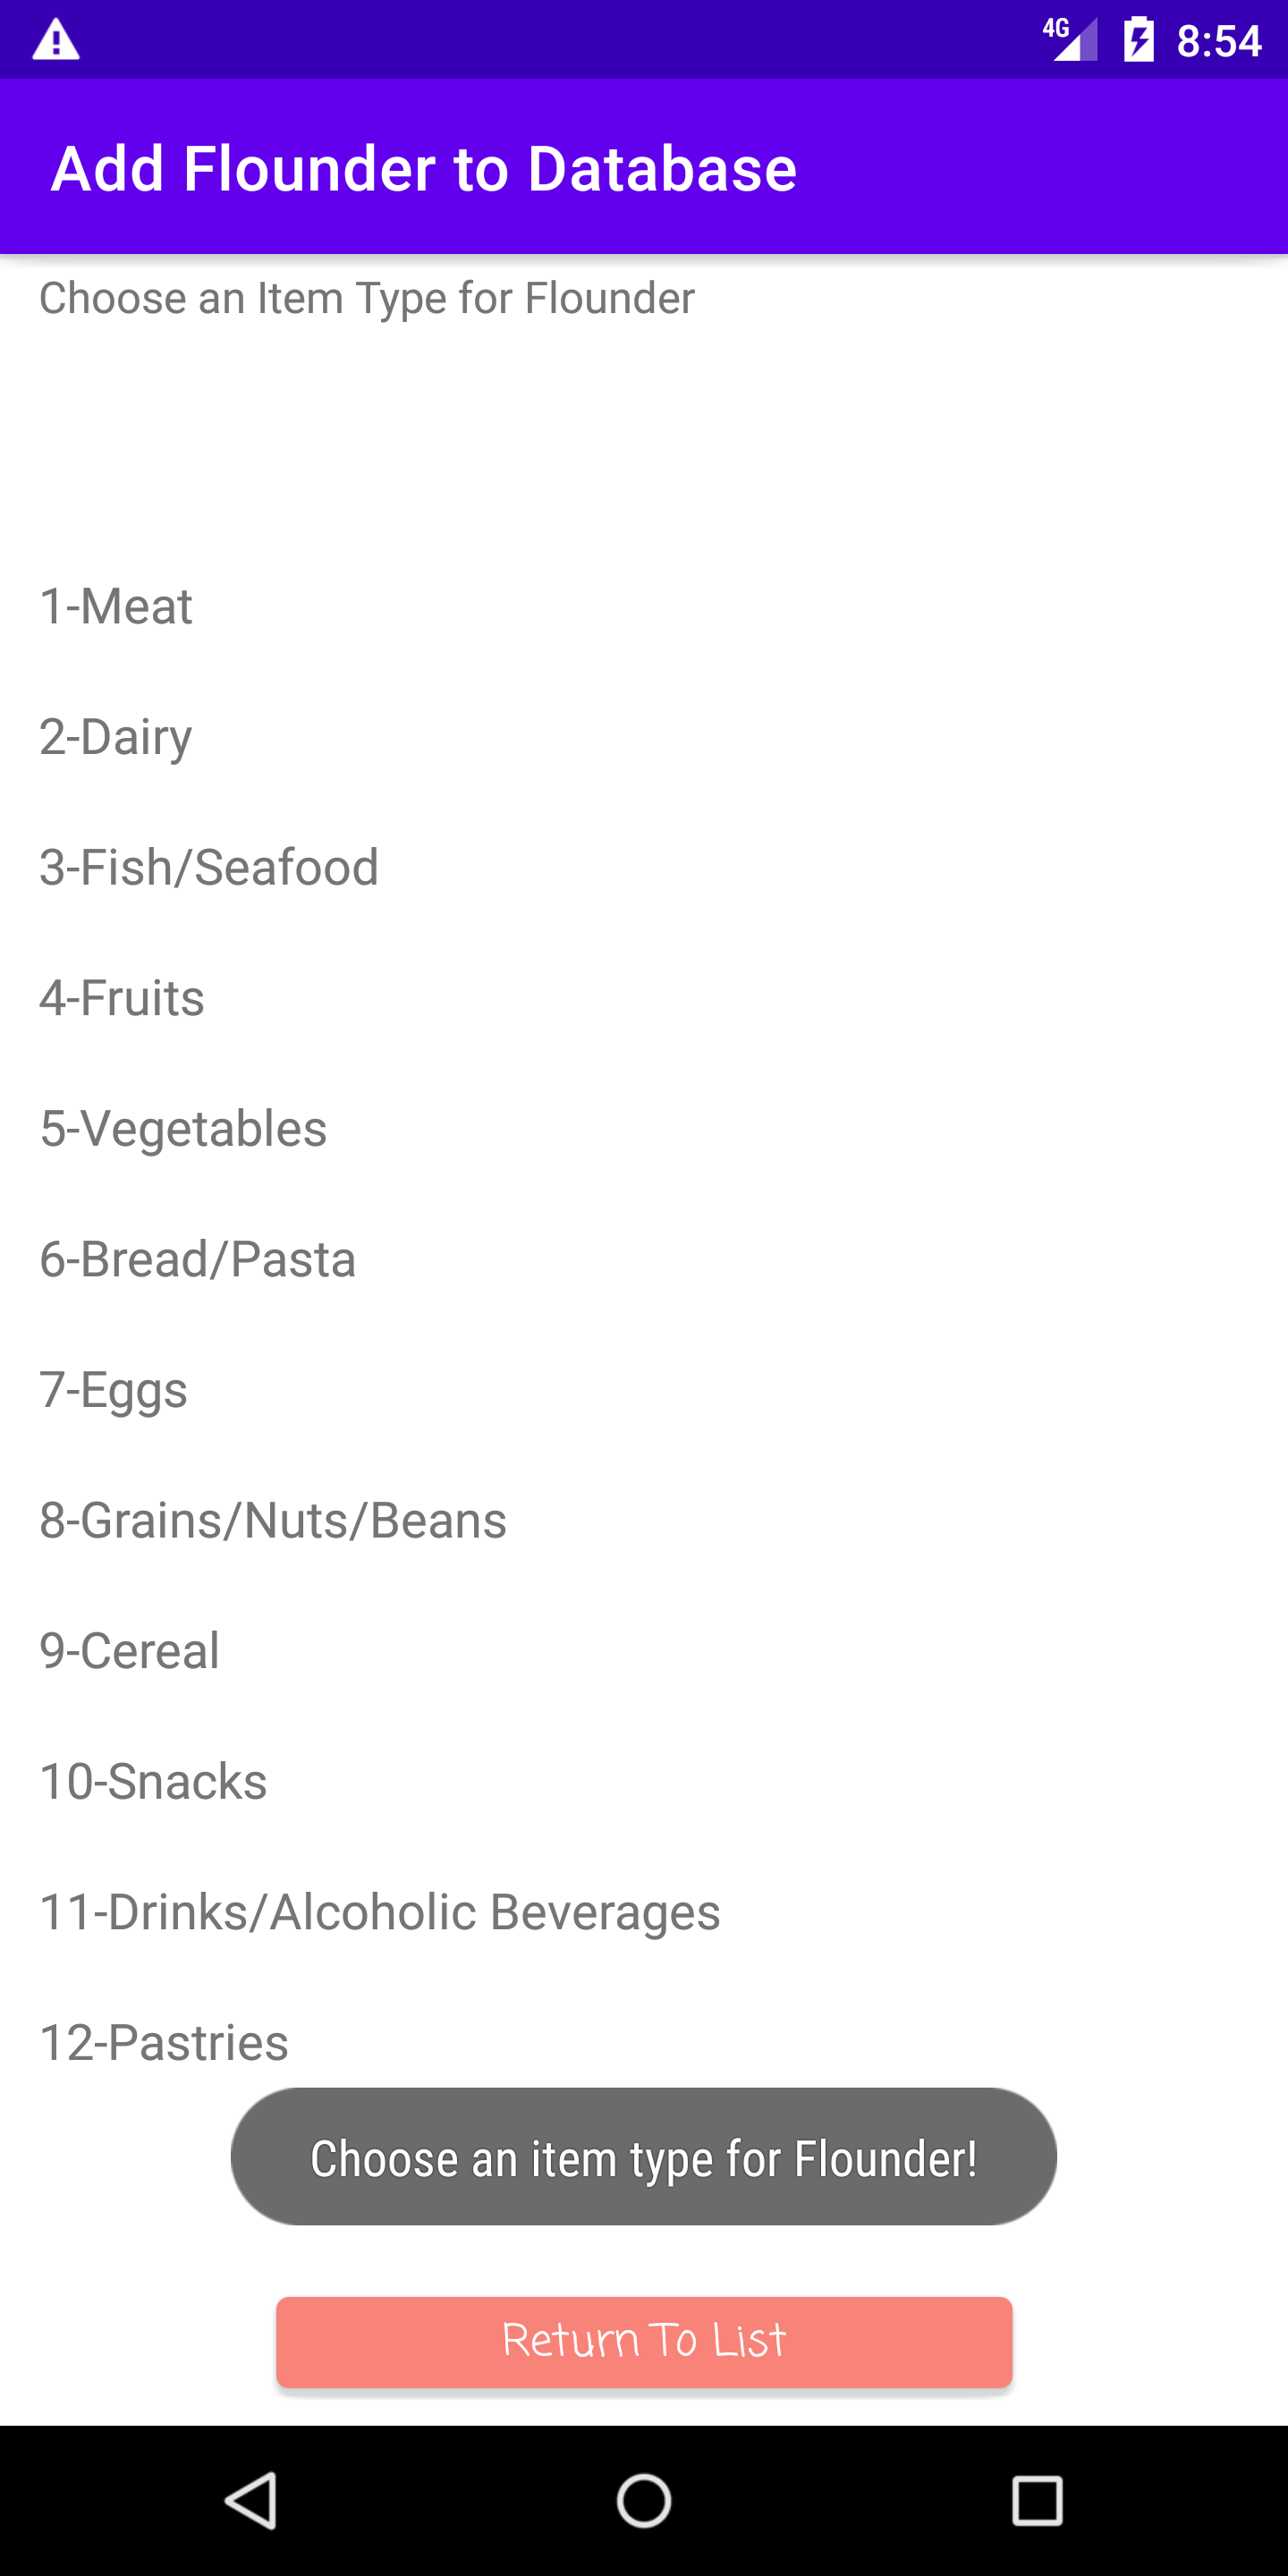 4G 8:54
Add Flounder to Database
Choose an Item Type for Flounder
1-Meat
2-Dairy
3-Fish/Seafood
4-Fruits
5-Vegetables
6-Bread/Pasta
7-Eggs
8-Grains/Nuts/Beans
9-Cereal
10-Snacks
11-Drinks/Alcoholic Beverages
12-Pastries
Choose an item type for Flounder!
Return To List